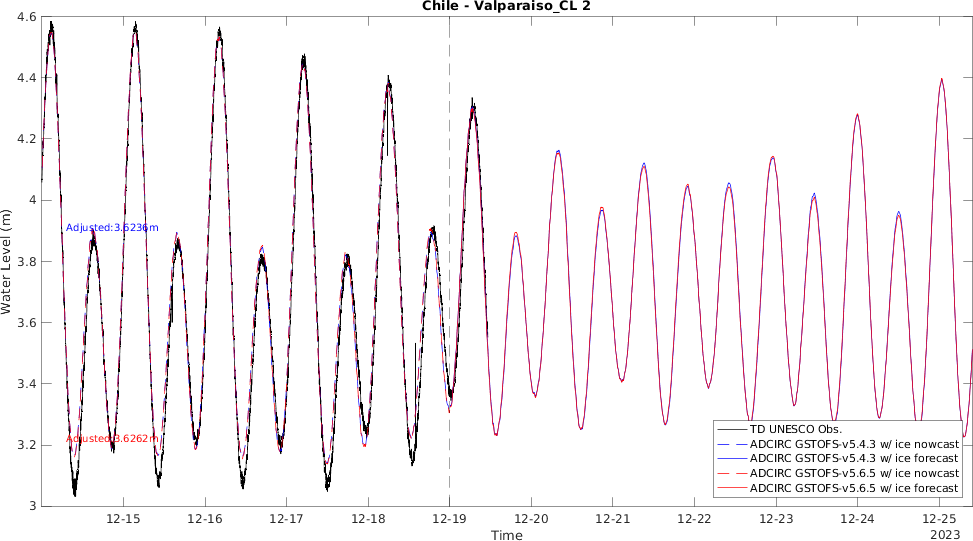 Chile - Valparaiso_CL 2
Water Level (m)
4.6
4.4
4.2
4
3.8
3.6
3.4
3.2
3
Adjusted:3.6236m
Adjusted:3.6262m
TD UNESCO Obs.
ADCIRC GSTOFS-v5.4.3 w/ ice nowcast
ADCIRC GSTOFS-v5.4.3 w/ ice forecast
ADCIRC GSTOFS-v5.6.5 w/ ice nowcast
ADCIRC GSTOFS-v5.6.5 w/ ice forecast
12-15 12-16 12-17 12-18 12-19 12-20 12-21 12-22 12-23 12-24 12-25
Time
2023